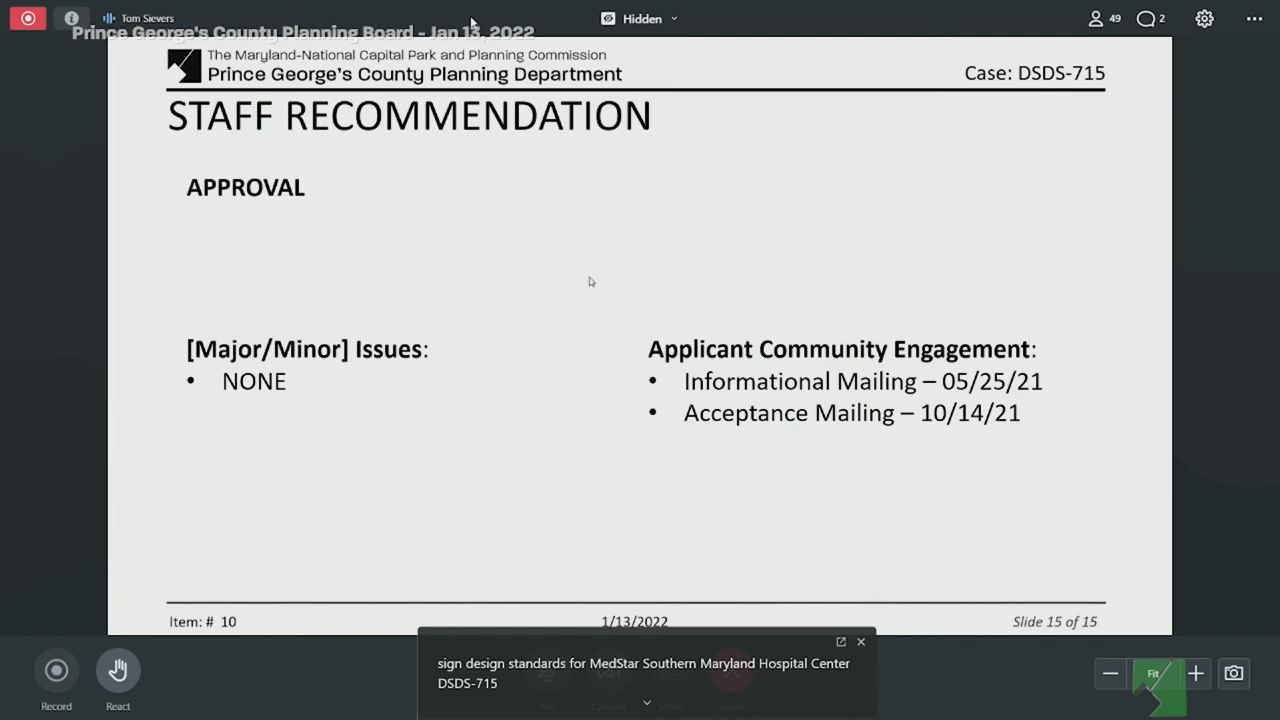 Tom Sievers
Hidden
49
2
Prince George's County Planning Board - Jan 13, 2022
The Maryland-National Capital Park and Planning Commission
Prince George's County Planning Department
Case: DSDS-715
STAFF RECOMMENDATION
APPROVAL
[Major/Minor] Issues:
• NONE
Applicant Community Engagement:
• Informational Mailing – 05/25/21
• Acceptance Mailing – 10/14/21
Item: # 10
1/13/2022
Slide 15 of 15
sign design standards for MedStar Southern Maryland Hospital Center
DSDS-715
Record
React
Fit